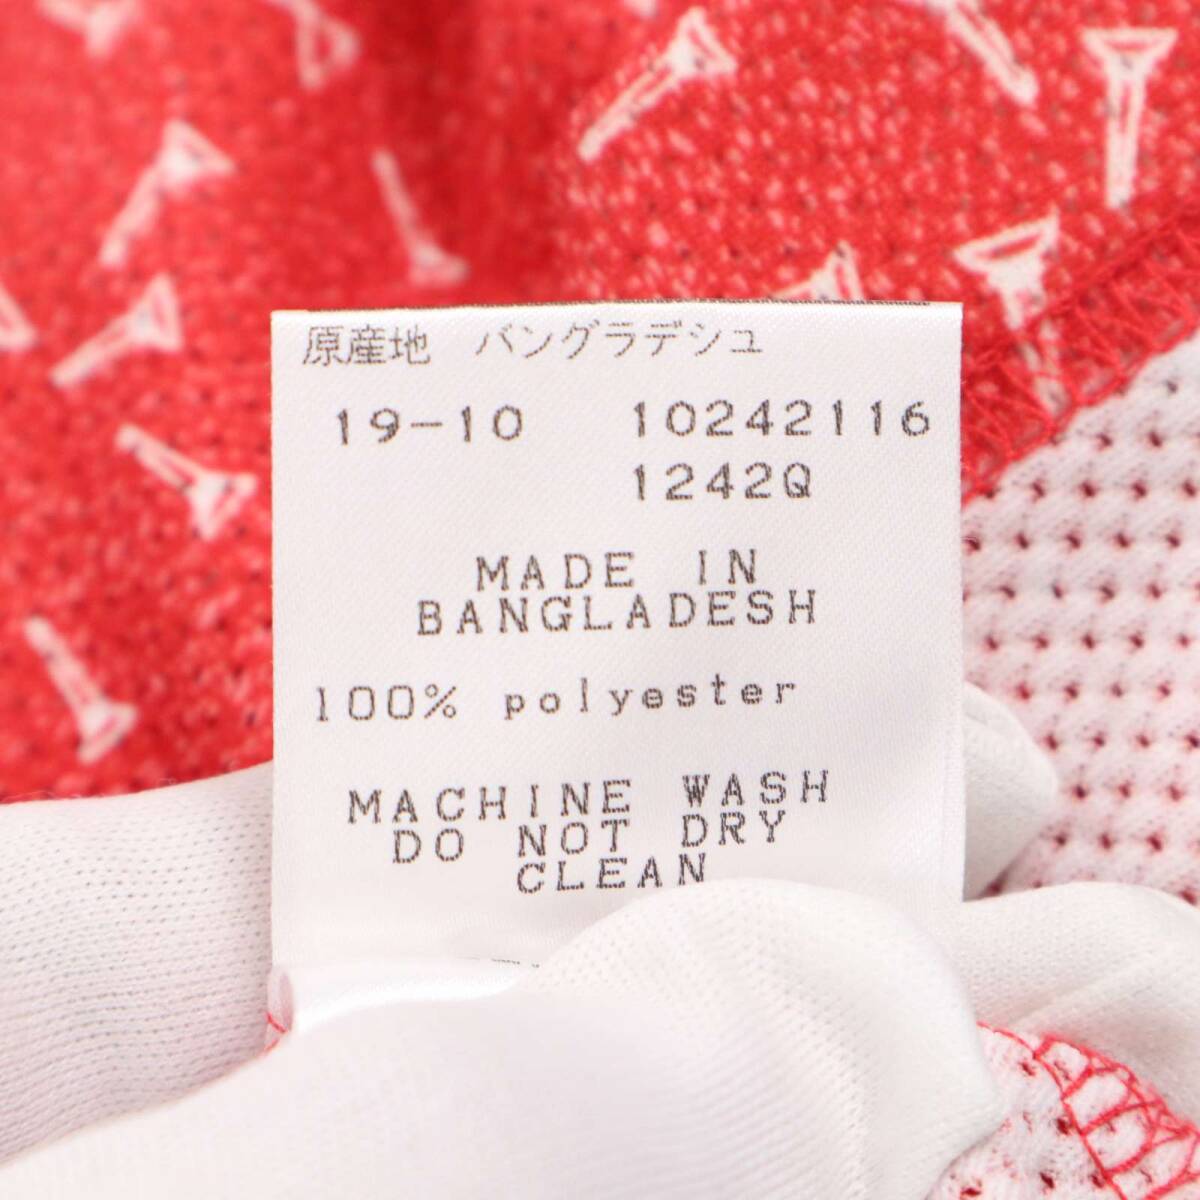 原産地 バングラデシュ
19-10 10242116
1242Q
MADE IN
BANGLADESH
100% polyester
MACHINE WASH
DO NOT DRY
CLEAN